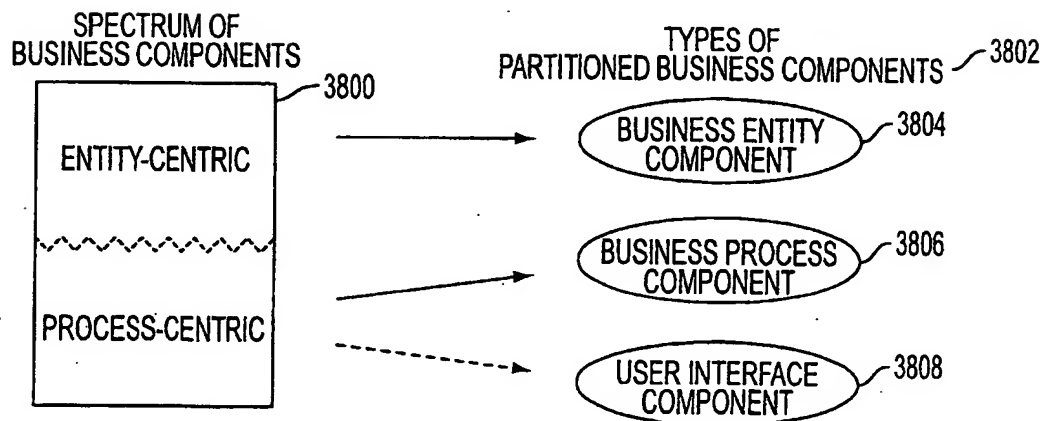 SPECTRUM OF
BUSINESS COMPONENTS
3800
ENTITY-CENTRIC
PROCESS-CENTRIC
TYPES OF
PARTITIONED BUSINESS COMPONENTS
3802
BUSINESS ENTITY
COMPONENT
3804
BUSINESS PROCESS
COMPONENT
3806
USER INTERFACE
COMPONENT
3808